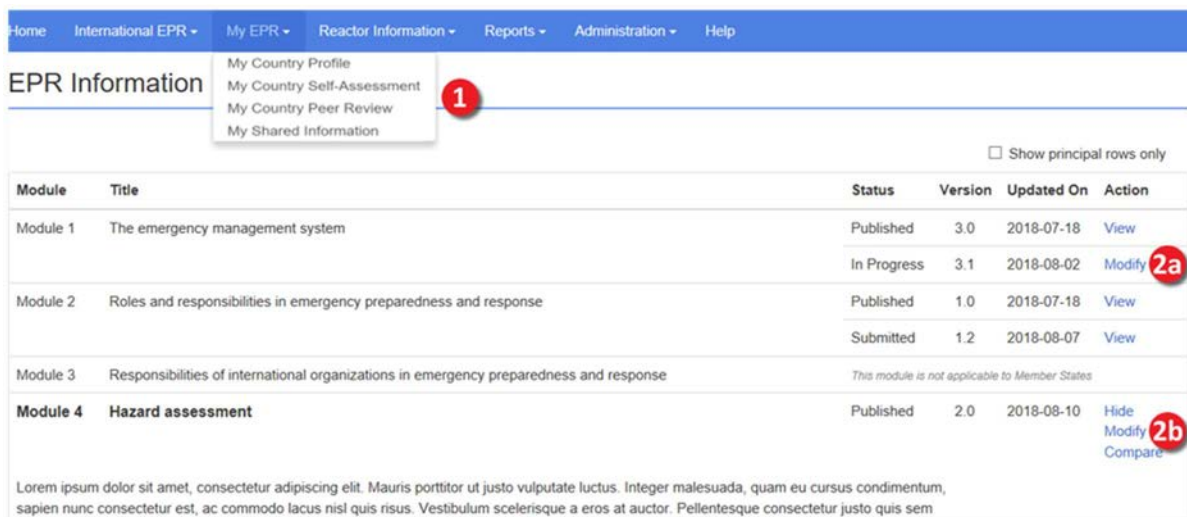 Home International EPR My EPR Reactor Information Reports Administration Help
My Country Profile
EPR Information
My Country Self-Assessment
1
My Country Peer Review
My Shared Information
Show principal rows only
Module Title Status Version Updated On Action
Module 1 The emergency management system Published 3.0 2018-07-18 View
In Progress 3.1 2018-08-02 Modify 2a
Module 2 Roles and responsibilities in emergency preparedness and response Published 1.0 2018-07-18 View
Submitted 1.2 2018-08-07 View
Module 3 Responsibilities of international organizations in emergency preparedness and response This module is not applicable to Member States
Module 4 Hazard assessment Published 2.0 2018-08-10 Hide
Modify 2b
Compare
Lorem ipsum dolor sit amet, consectetur adipiscing elit. Mauris porttitor ut justo vulputate luctus. Integer malesuada, quam eu cursus condimentum,
sapien nunc consectetur est, ac commodo lacus nisl quis risus. Vestibulum scelerisque a eros at auctor. Pellentesque consectetur justo quis sem